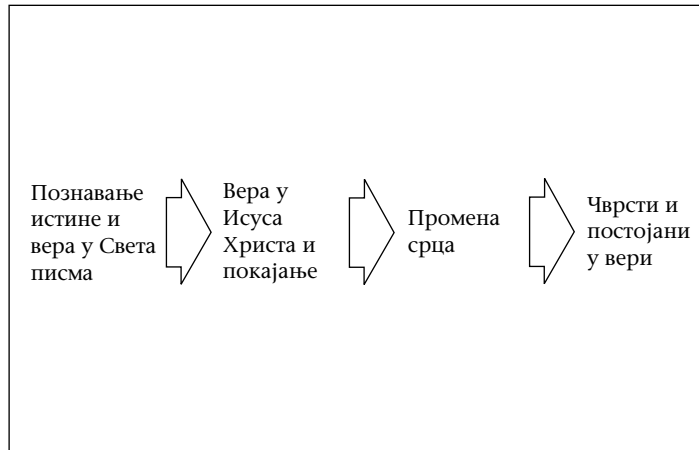 Познавање
истине и
вера у Света
писма
Вера у
Исуса
Христа и
покајање
Промена
срца
Чврсти и
постојани
у вери